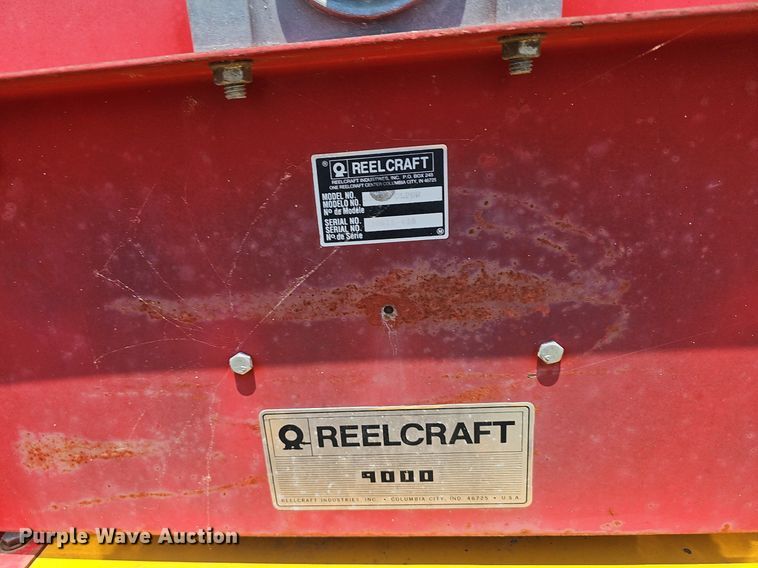 ® REELCRAFT
REELCRAFT INDUSTRIES, INC. P.O. BOX 248
ONE REELCRAFT CENTER COLUMBIA CITY, IN 46725
MODEL NO.
MODELO NO.
Nº de Modèle
SERIAL NO.
SERIAL NO.
Nº de Série
REELCRAFT
9000
REELCRAFT INDUSTRIES, INC. • COLUMBIA CITY, IND. 46725 • U.S.A.
Purple Wave Auction